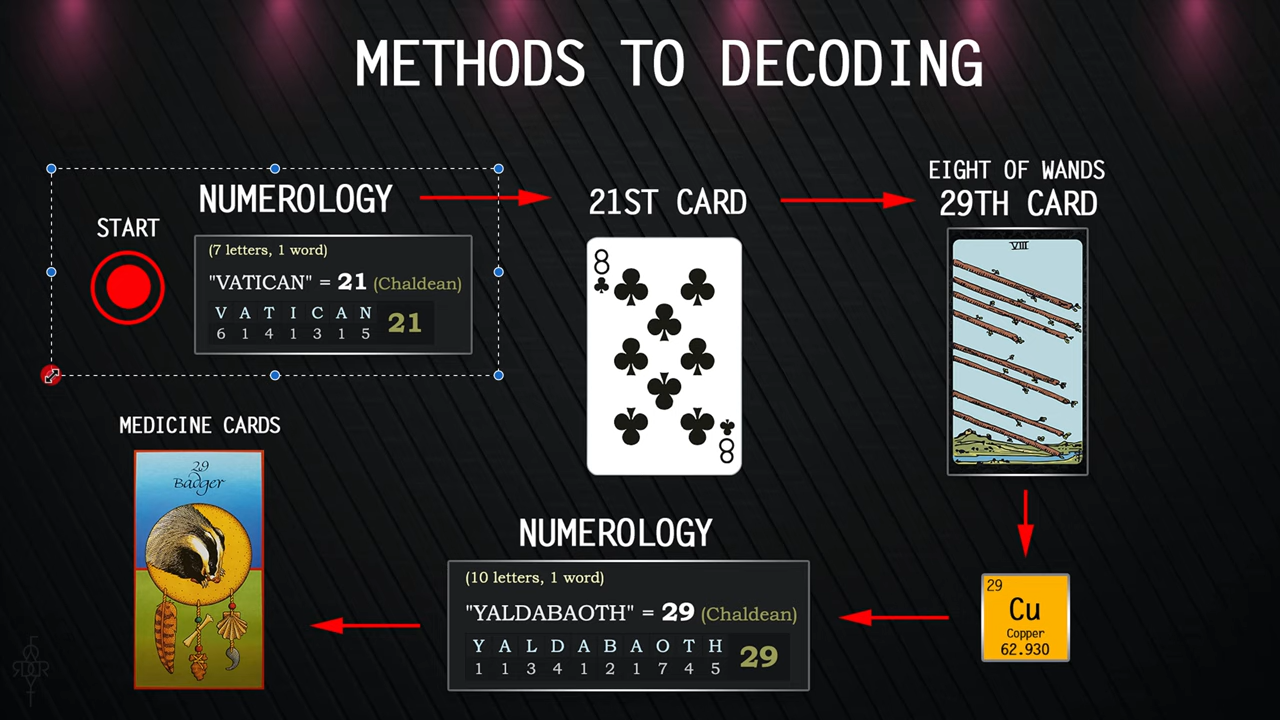 METHODS TO DECODING
START
NUMEROLOGY
(7 letters, 1 word)
"VATICAN" = 21 (Chaldean)
V A T I C A N
6 1 4 1 3 1 5
21
21ST CARD
8
8
EIGHT OF WANDS
29TH CARD
VIII
29
Cu
Copper
62.930
NUMEROLOGY
(10 letters, 1 word)
"YALDABAOTH" = 29 (Chaldean)
Y A L D A B A O T H
1 1 3 4 1 2 1 7 4 5
29
MEDICINE CARDS
29
Badger